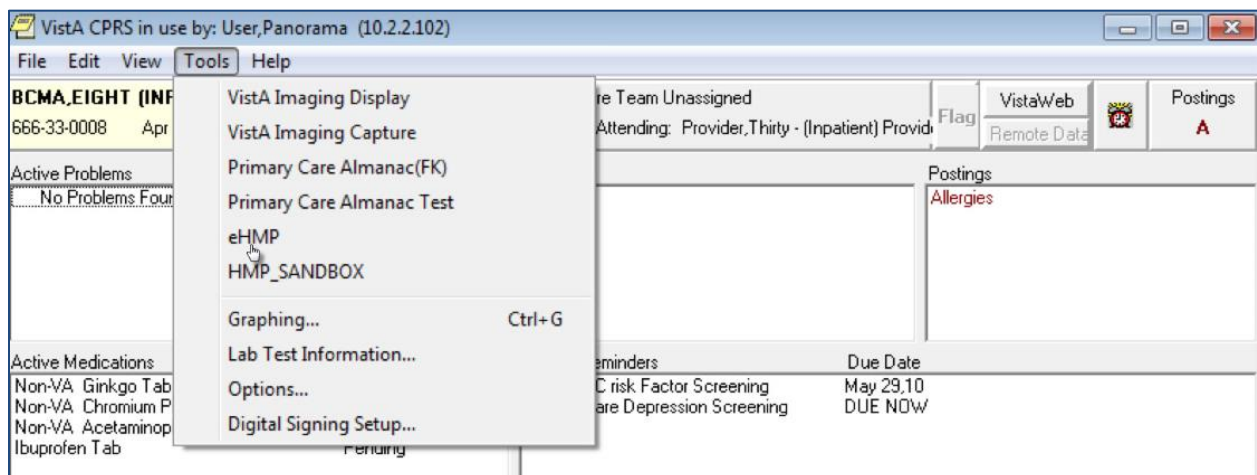 VistA CPRS in use by: User,Panorama (10.2.2.102)
File Edit View Tools Help
BCMA,EIGHT (INP
666-33-0008 Apr
VistA Imaging Display
VistA Imaging Capture
Primary Care Almanac(FK)
Primary Care Almanac Test
eHMP
HMP_SANDBOX
Graphing... Ctrl+G
Lab Test Information...
Options...
Digital Signing Setup...
re Team Unassigned
Attending: Provider,Thirty - (Inpatient) Provid
Flag
VistaWeb
Remote Data
Postings
A
Active Problems
No Problems Foun
Postings
Allergies
Active Medications
Non-VA Ginkgo Tab
Non-VA Chromium P
Non-VA Acetaminop
Ibuprofen Tab Pending
eminders Due Date
C risk Factor Screening May 29,10
are Depression Screening DUE NOW